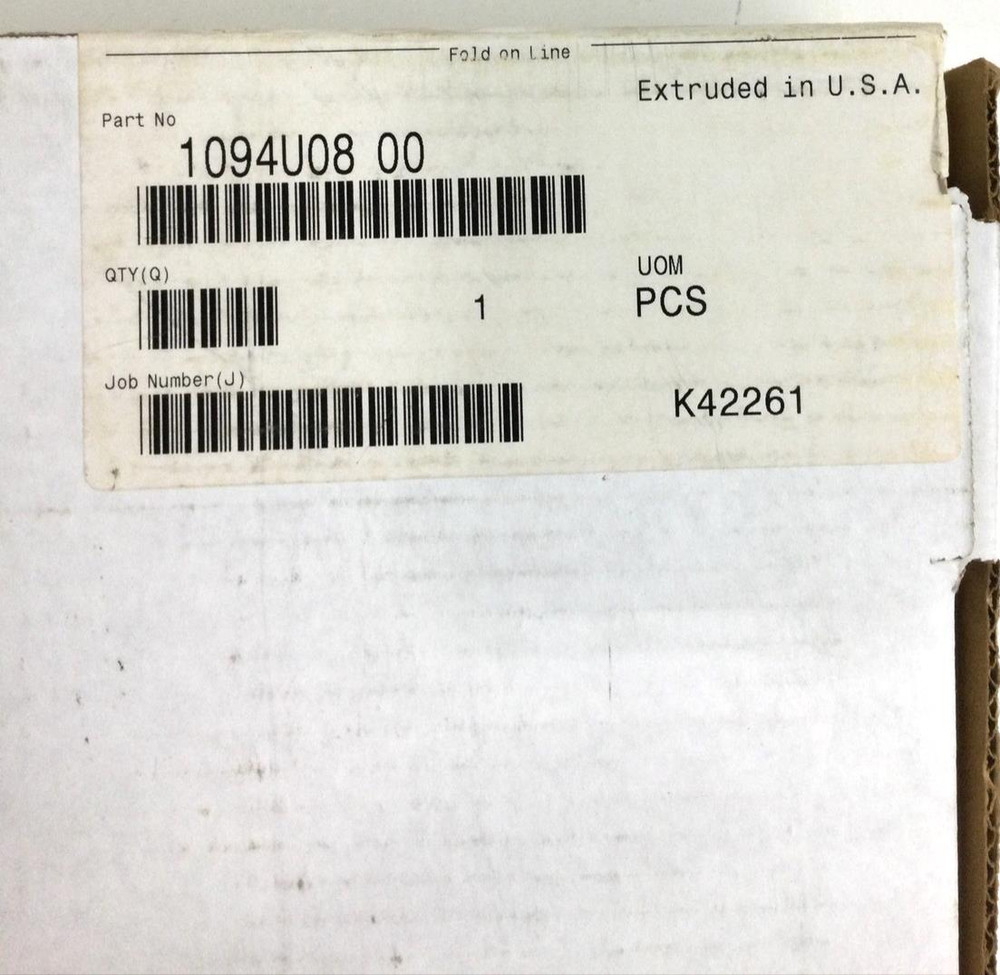 Fold on Line
Extruded in U.S.A.
Part No
1094U08 00
QTY(Q)
1
UOM
PCS
Job Number(J)
K42261